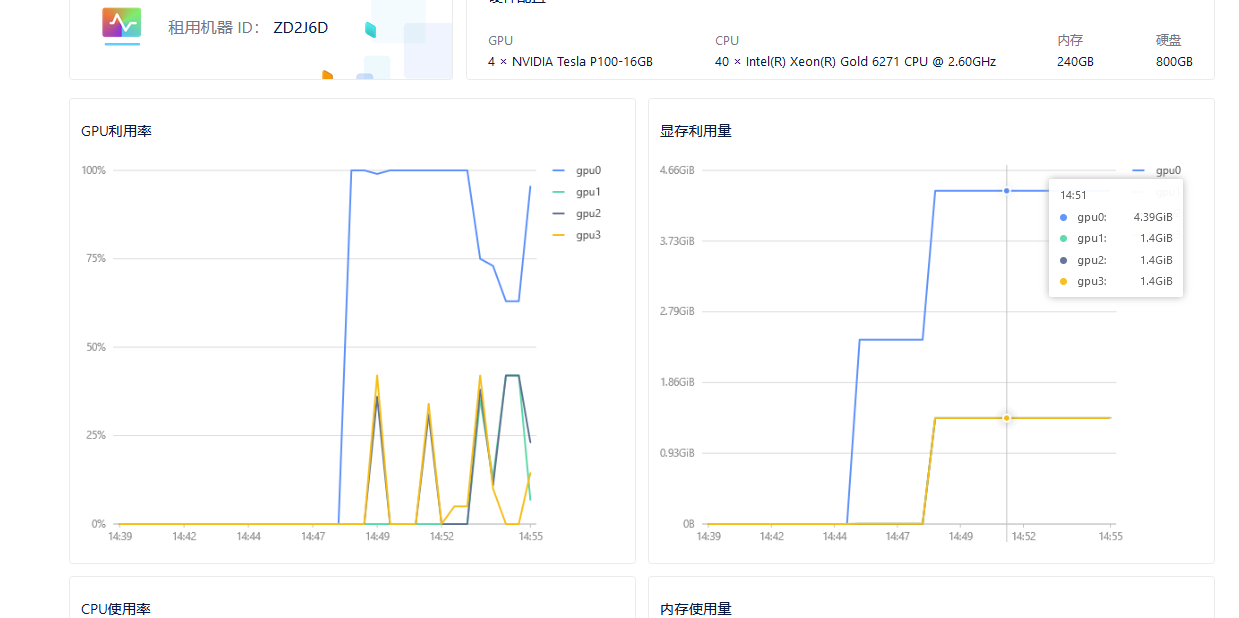 租用机器 ID： ZD2J6D
GPU CPU 内存 硬盘
4 × NVIDIA Tesla P100-16GB 40 × Intel(R) Xeon(R) Gold 6271 CPU @ 2.60GHz 240GB 800GB
GPU利用率
100%
75%
50%
25%
0%
14:39 14:42 14:44 14:47 14:49 14:52 14:55
gpu0
gpu1
gpu2
gpu3
显存利用量
4.66GiB
3.73GiB
2.79GiB
1.86GiB
0.93GiB
0B
14:39 14:42 14:44 14:47 14:49 14:52 14:55
gpu0
14:51
gpu0: 4.39GiB
gpu1: 1.4GiB
gpu2: 1.4GiB
gpu3: 1.4GiB
CPU使用率
内存使用量